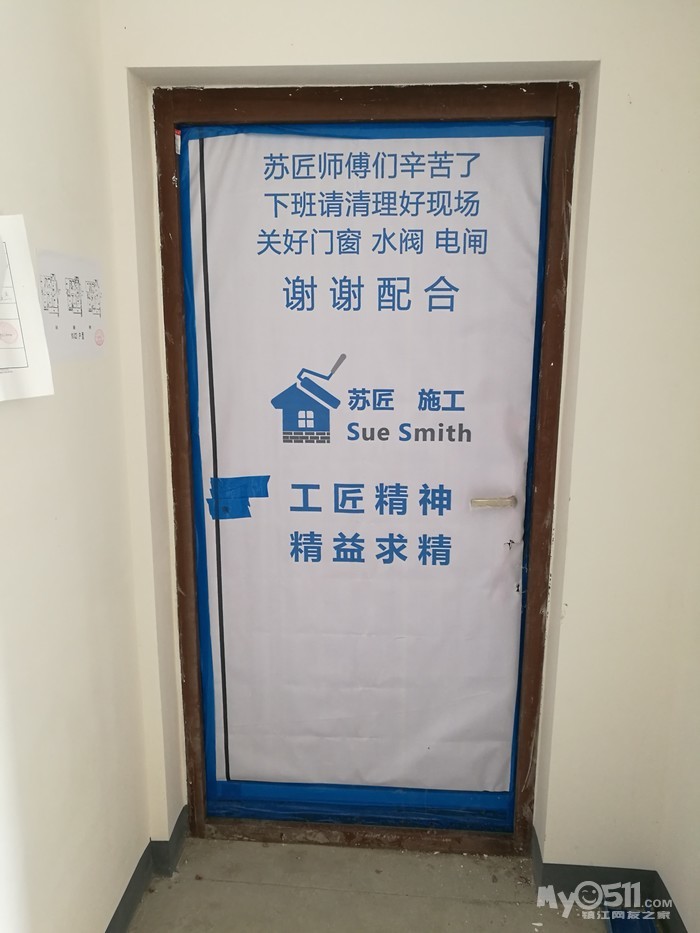 苏匠师傅们辛苦了
下班请清理好现场
关好门窗 水阀 电闸
谢谢配合
苏匠 施工
Sue Smith
工匠精神
精益求精
My0511.COM
镇江网友之家